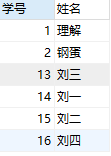 学号 姓名
1 理解
2 钢蛋
13 刘三
14 刘一
15 刘二
16 刘四